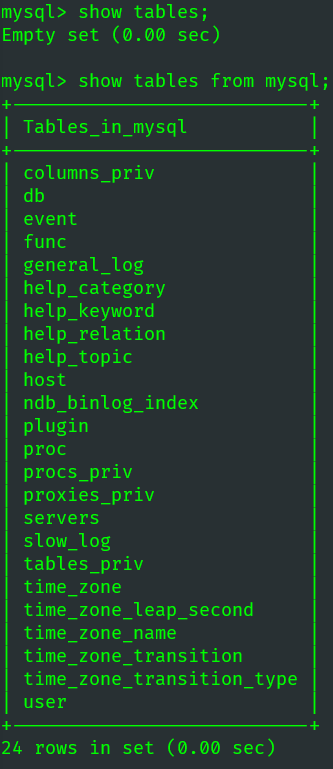 mysql> show tables;
Empty set (0.00 sec)

mysql> show tables from mysql;
+---------------------------+
| Tables_in_mysql           |
+---------------------------+
| columns_priv              |
| db                        |
| event                     |
| func                      |
| general_log               |
| help_category             |
| help_keyword              |
| help_relation             |
| help_topic                |
| host                      |
| ndb_binlog_index          |
| plugin                    |
| proc                      |
| procs_priv                |
| proxies_priv              |
| servers                   |
| slow_log                  |
| tables_priv               |
| time_zone                 |
| time_zone_leap_second     |
| time_zone_name            |
| time_zone_transition      |
| time_zone_transition_type |
| user                      |
+---------------------------+
24 rows in set (0.00 sec)